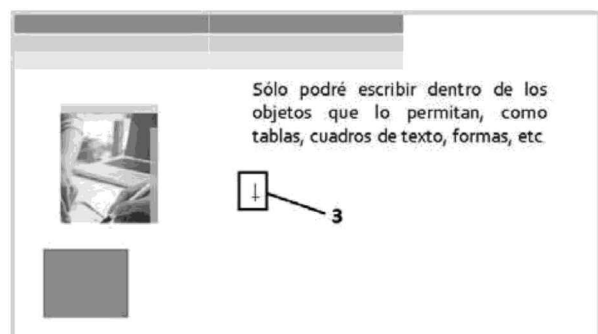 Sólo podré escribir dentro de los
objetos que lo permitan, como
tablas, cuadros de texto, formas, etc
3